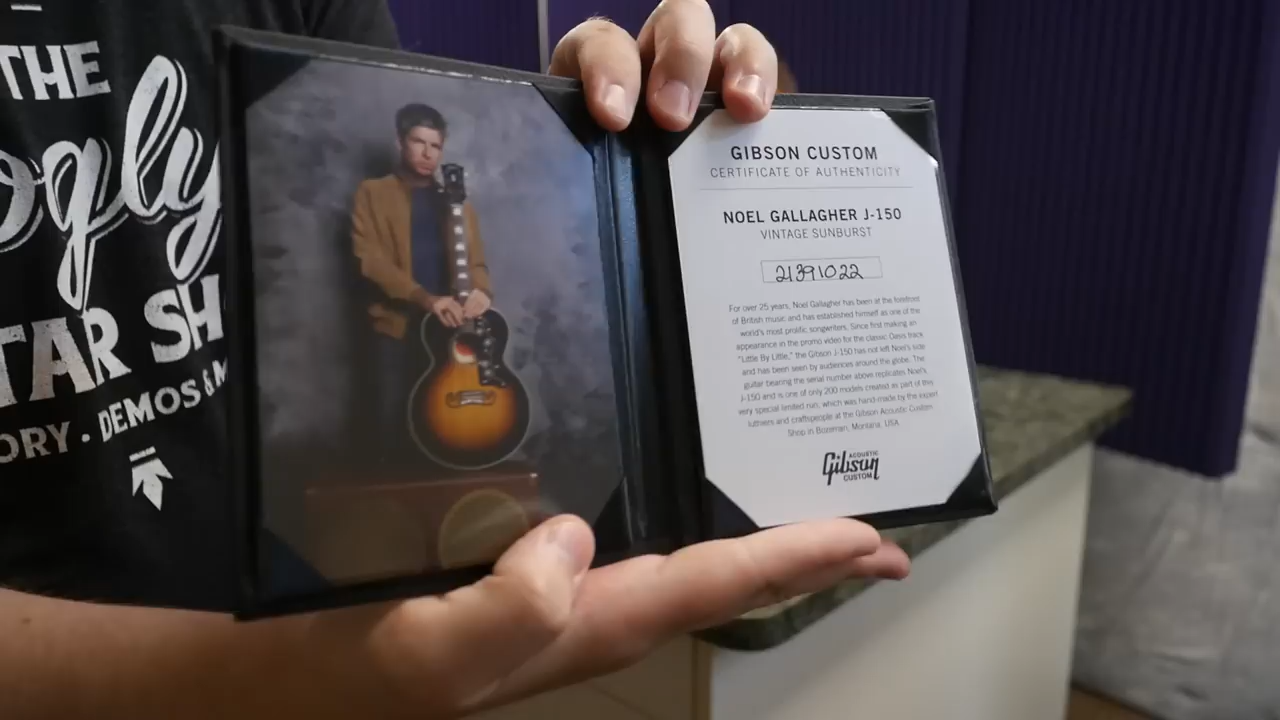 THE
ogly
TAR SH
ORY • DEMOS & M
GIBSON CUSTOM
CERTIFICATE OF AUTHENTICITY
NOEL GALLAGHER J-150
VINTAGE SUNBURST
21391022
For over 25 years, Noel Gallagher has been at the forefront
of British music and has established himself as one of the
world's most prolific songwriters. Since first making an
appearance in the promo video for the classic Oasis track
"Little By Little," the Gibson J-150 has not left Noel's side
and has been seen by audiences around the globe. The
guitar bearing the serial number above replicates Noel's
J-150 and is one of only 200 models created as part of this
very special limited run, which was hand-made by the expert
luthiers and craftspeople at the Gibson Acoustic Custom
Shop in Bozeman, Montana, USA.
ACOUSTIC
Gibson
CUSTOM